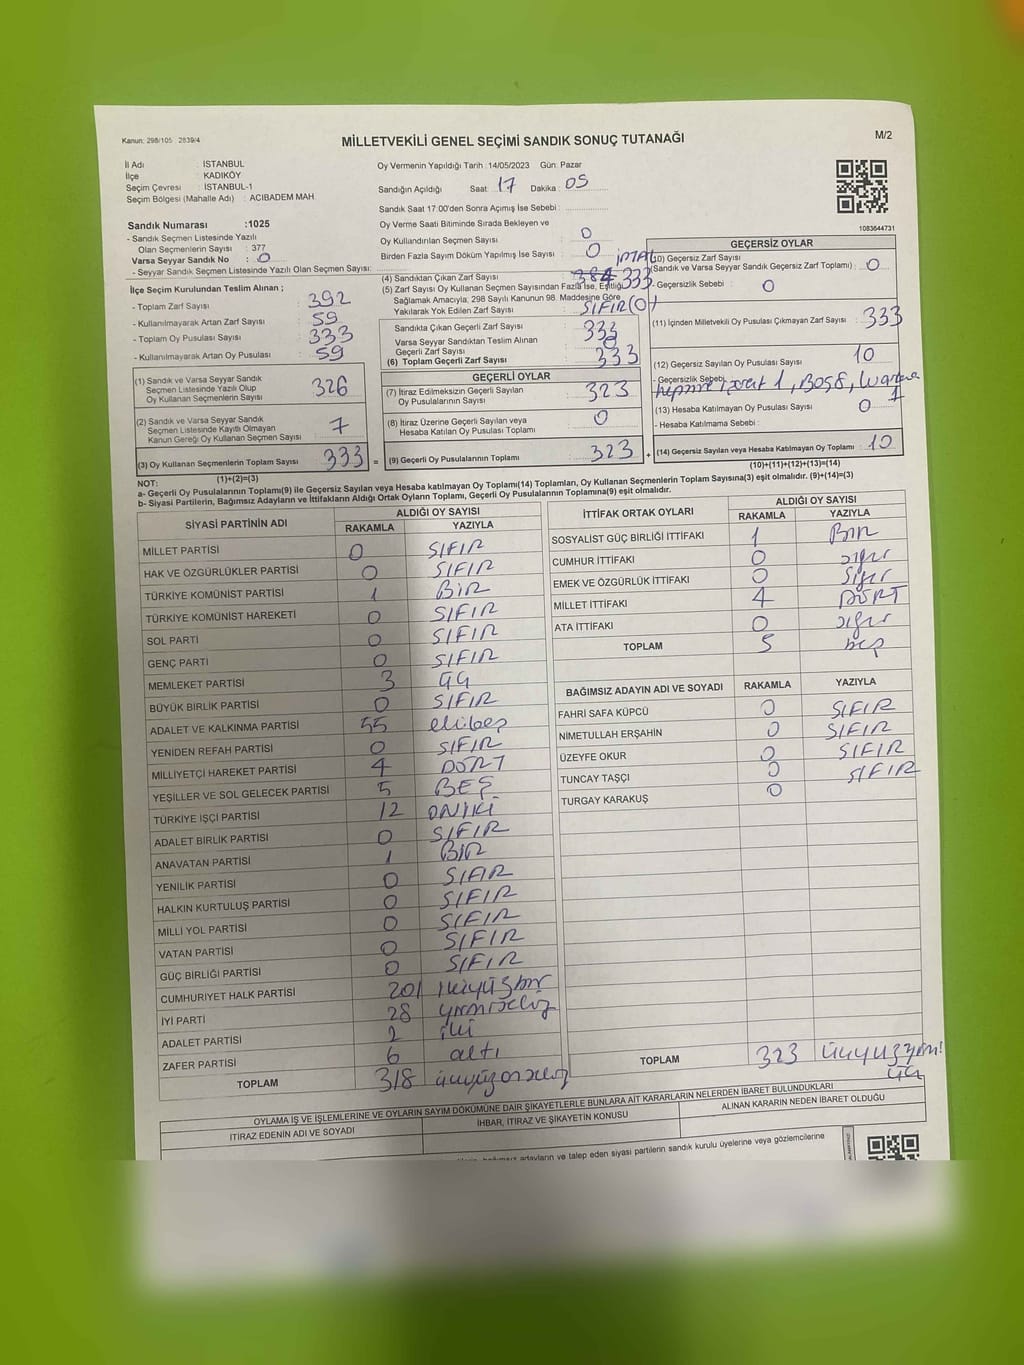 Kanun: 298/105 2839/4
MİLLETVEKİLİ GENEL SEÇİMİ SANDIK SONUÇ TUTANAĞI
M/2
İl Adı : İSTANBUL
İlçe : KADIKÖY
Seçim Çevresi : İSTANBUL-1
Seçim Bölgesi (Mahalle Adı) : ACIBADEM MAH
Oy Vermenin Yapıldığı Tarih : 14/05/2023 Gün: Pazar
Sandığın Açıldığı Saat : 17 Dakika : 05
Sandık Saat 17:00'den Sonra Açımış İse Sebebi :
Oy Verme Saati Bitiminde Sırada Bekleyen ve
Oy Kullandırılan Seçmen Sayısı : 0
Birden Fazla Sayım Döküm Yapılmış İse Sayısı : 0
1083644731
Sandık Numarası :1025
- Sandık Seçmen Listesinde Yazılı
Olan Seçmenlerin Sayısı : 377
Varsa Seyyar Sandık No : 0
- Seyyar Sandık Seçmen Listesinde Yazılı Olan Seçmen Sayısı:
İlçe Seçim Kurulundan Teslim Alınan ;
- Toplam Zarf Sayısı : 392
- Kullanılmayarak Artan Zarf Sayısı : 59
- Toplam Oy Pusulası Sayısı : 333
- Kullanılmayarak Artan Oy Pusulası : 59
(1) Sandık ve Varsa Seyyar Sandık
Seçmen Listesinde Yazılı Olup
Oy Kullanan Seçmenlerin Sayısı : 326
(2) Sandık ve Varsa Seyyar Sandık
Seçmen Listesinde Kayıtlı Olmayan
Kanun Gereği Oy Kullanan Seçmen Sayısı : 7
(3) Oy Kullanan Seçmenlerin Toplam Sayısı : 333 =
(1)+(2)=(3)
(4) Sandıktan Çıkan Zarf Sayısı : 384 333
(5) Zarf Sayısı Oy Kullanan Seçmen Sayısından Fazla İse, Eşitliği
Sağlamak Amacıyla, 298 Sayılı Kanunun 98. Maddesine Göre
Yakılarak Yok Edilen Zarf Sayısı : SIFIR(0)
Sandıkta Çıkan Geçerli Zarf Sayısı : 333
Varsa Seyyar Sandıktan Teslim Alınan
Geçerli Zarf Sayısı : 0
(6) Toplam Geçerli Zarf Sayısı : 333
GEÇERLİ OYLAR
(7) İtiraz Edilmeksizin Geçerli Sayılan
Oy Pusulalarının Sayısı : 323
(8) İtiraz Üzerine Geçerli Sayılan veya
Hesaba Katılan Oy Pusulası Toplamı : 0
(9) Geçerli Oy Pusulalarının Toplamı : 323 +
GEÇERSİZ OYLAR
(10) Geçersiz Zarf Sayısı
(Sandık ve Varsa Seyyar Sandık Geçersiz Zarf Toplamı) : 0
- Geçersizlik Sebebi : 0
(11) İçinden Milletvekili Oy Pusulası Çıkmayan Zarf Sayısı : 333
(12) Geçersiz Sayılan Oy Pusulası Sayısı : 10
- Geçersizlik Sebebi
1, BOŞ8,
1
(13) Hesaba Katılmayan Oy Pusulası Sayısı : 0
- Hesaba Katılmama Sebebi :
(14) Geçersiz Sayılan veya Hesaba Katılmayan Oy Toplamı : 10
(10)+(11)+(12)+(13)=(14)
NOT:
a- Geçerli Oy Pusulasının Toplamı(9) ile Geçersiz Sayılan veya Hesaba katılmayan Oy Toplamı(14) Toplamları, Oy Kullanan Seçmenlerin Toplam Sayısına(3) eşit olmalıdır. (9)+(14)=(3)
b- Siyasi Partilerin, Bağımsız Adayların ve İttifakların Aldığı Ortak Oyların Toplamı, Geçerli Oy Pusulalarının Toplamına(9) eşit olmalıdır.
SİYASİ PARTİNİN ADI
ALDIĞI OY SAYISI
RAKAMLA YAZIYLA
MİLLET PARTİSİ 0 SIFIR
HAK VE ÖZGÜRLÜKLER PARTİSİ 0 SIFIR
TÜRKİYE KOMÜNİST PARTİSİ 1 BİR
TÜRKİYE KOMÜNİST HAREKETİ 0 SIFIR
SOL PARTİ 0 SIFIR
GENÇ PARTİ 0 SIFIR
MEMLEKET PARTİSİ 3 ÜÇ
BÜYÜK BİRLİK PARTİSİ 0 SIFIR
ADALET VE KALKINMA PARTİSİ 55 ellibeş
YENİDEN REFAH PARTİSİ 0 SIFIR
MİLLİYETÇİ HAREKET PARTİSİ 4 DÖRT
YEŞİLLER VE SOL GELECEK PARTİSİ 5 BEŞ
TÜRKİYE İŞÇİ PARTİSİ 12 ONİKİ
ADALET BİRLİK PARTİSİ 0 SIFIR
ANAVATAN PARTİSİ 1 BİR
YENİLİK PARTİSİ 0 SIFIR
HALKIN KURTULUŞ PARTİSİ 0 SIFIR
MİLLİ YOL PARTİSİ 0 SIFIR
VATAN PARTİSİ 0 SIFIR
GÜÇ BİRLİĞİ PARTİSİ 0 SIFIR
CUMHURİYET HALK PARTİSİ 201 ikiyüzbir
İYİ PARTİ 28 yirmisekiz
ADALET PARTİSİ 2 iki
ZAFER PARTİSİ 6 altı
TOPLAM 318 üçyüzonsekiz
İTTİFAK ORTAK OYLARI
ALDIĞI OY SAYISI
RAKAMLA YAZIYLA
SOSYALİST GÜÇ BİRLİĞİ İTTİFAKI 1 BİR
CUMHUR İTTİFAKI 0 sıfır
EMEK VE ÖZGÜRLÜK İTTİFAKI 0 sıfır
MİLLET İTTİFAKI 4 DÖRT
ATA İTTİFAKI 0 sıfır
TOPLAM 5 beş
BAĞIMSIZ ADAYIN ADI VE SOYADI RAKAMLA YAZIYLA
FAHRİ SAFA KÜPCÜ 0 SIFIR
NİMETULLAH ERŞAHİN 0 SIFIR
ÜZEYFE OKUR 0 SIFIR
TUNCAY TAŞÇI 0 SIFIR
TURGAY KARAKUŞ 0
TOPLAM 323 üçyüzyirmi
üç
OYLAMA İŞ VE İŞLEMLERİNE VE OYLARIN SAYIM DÖKÜMÜNE DAİR ŞİKAYETLERLE BUNLARA AİT KARARLARIN NELERDEN İBARET BULUNDUKLARI
İTİRAZ EDENİN ADI VE SOYADI
İHBAR, İTİRAZ VE ŞİKAYETİN KONUSU
ALINAN KARARIN NEDEN İBARET OLDUĞU
bağımsız adayların ve talep eden siyasi partilerin sandık kurulu üyelerine veya gözlemcilerine